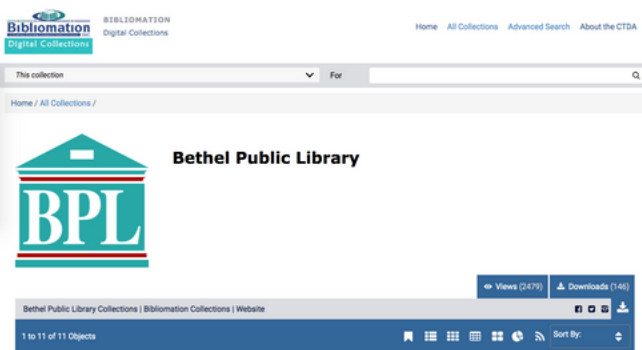 Bibliomation
Digital Collections
BIBLIOMATION
Digital Collections
Home All Collections Advanced Search About the CTDA
This collection For
Home / All Collections /
Bethel Public Library
BPL
Views (2479) Downloads (146)
Bethel Public Library Collections | Bibliomation Collections | Website
1 to 11 of 11 Objects Sort By: